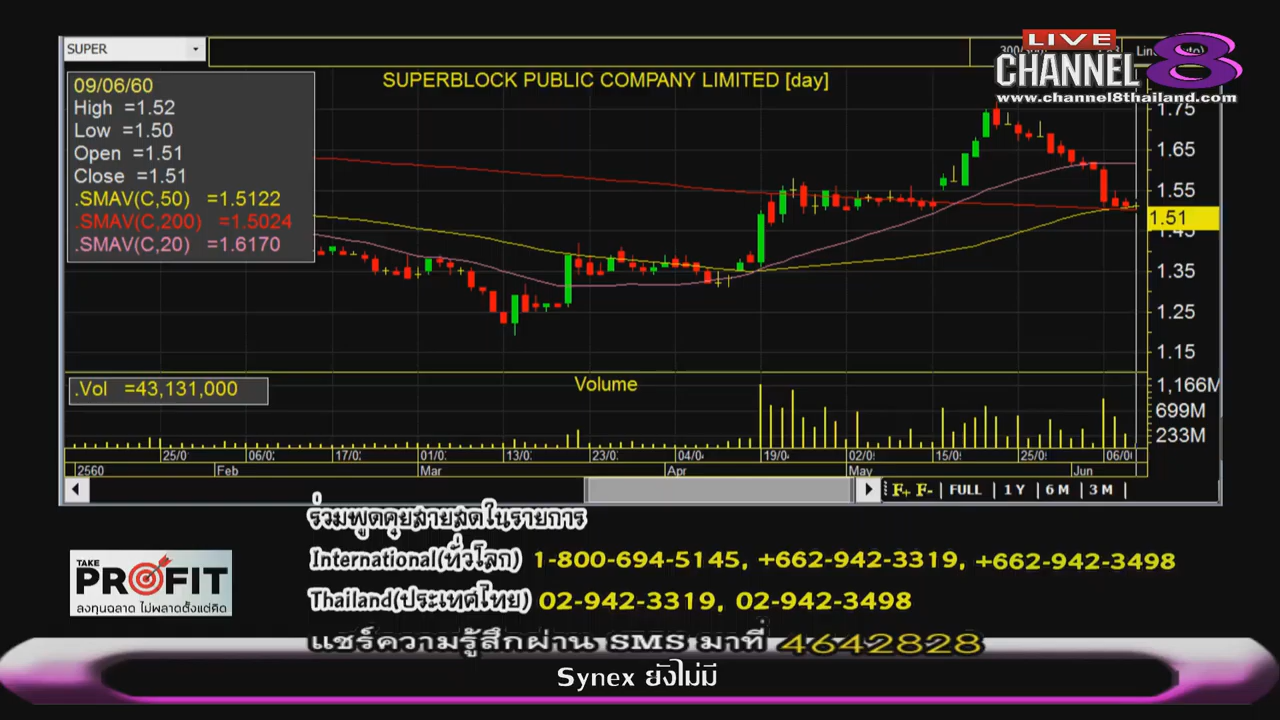 SUPER
LIVE
CHANNEL 8
www.channel8thailand.com
SUPERBLOCK PUBLIC COMPANY LIMITED [day]
09/06/60
High =1.52
Low =1.50
Open =1.51
Close =1.51
.SMAV(C,50) =1.5122
.SMAV(C,200) =1.5024
.SMAV(C,20) =1.6170
1.75
1.65
1.55
1.51
1.45
1.35
1.25
1.15
.Vol =43,131,000
Volume
1,166M
699M
233M
25/0 06/0 17/0 01/0 13/0 23/0 04/0 19/0 02/0 15/0 25/0 06/0
2560 Feb Mar Apr May Jun
F+ F- FULL 1 Y 6 M 3 M
ร่วมพูดคุยสายสดในรายการ
International(ทั่วโลก) 1-800-694-5145, +662-942-3319, +662-942-3498
TAKE
PROFIT
ลงทุนฉลาด ไม่พลาดตั้งแต่คิด
Thailand(ประเทศไทย) 02-942-3319, 02-942-3498
แชร์ความรู้สึกผ่าน SMS มาที่ 4642828
Synex ยังไม่มี